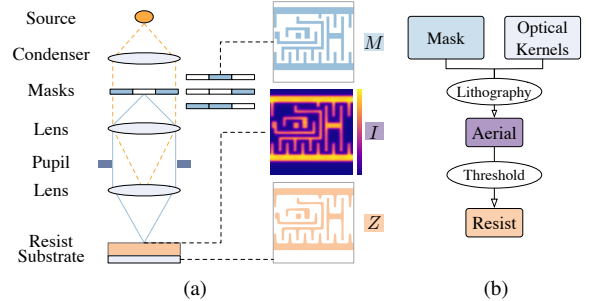 Source
Condenser
Masks
Lens
Pupil
Lens
Resist
Substrate
M
I
Z
(a)
Mask
Optical
Kernels
Lithography
Aerial
Threshold
Resist
(b)